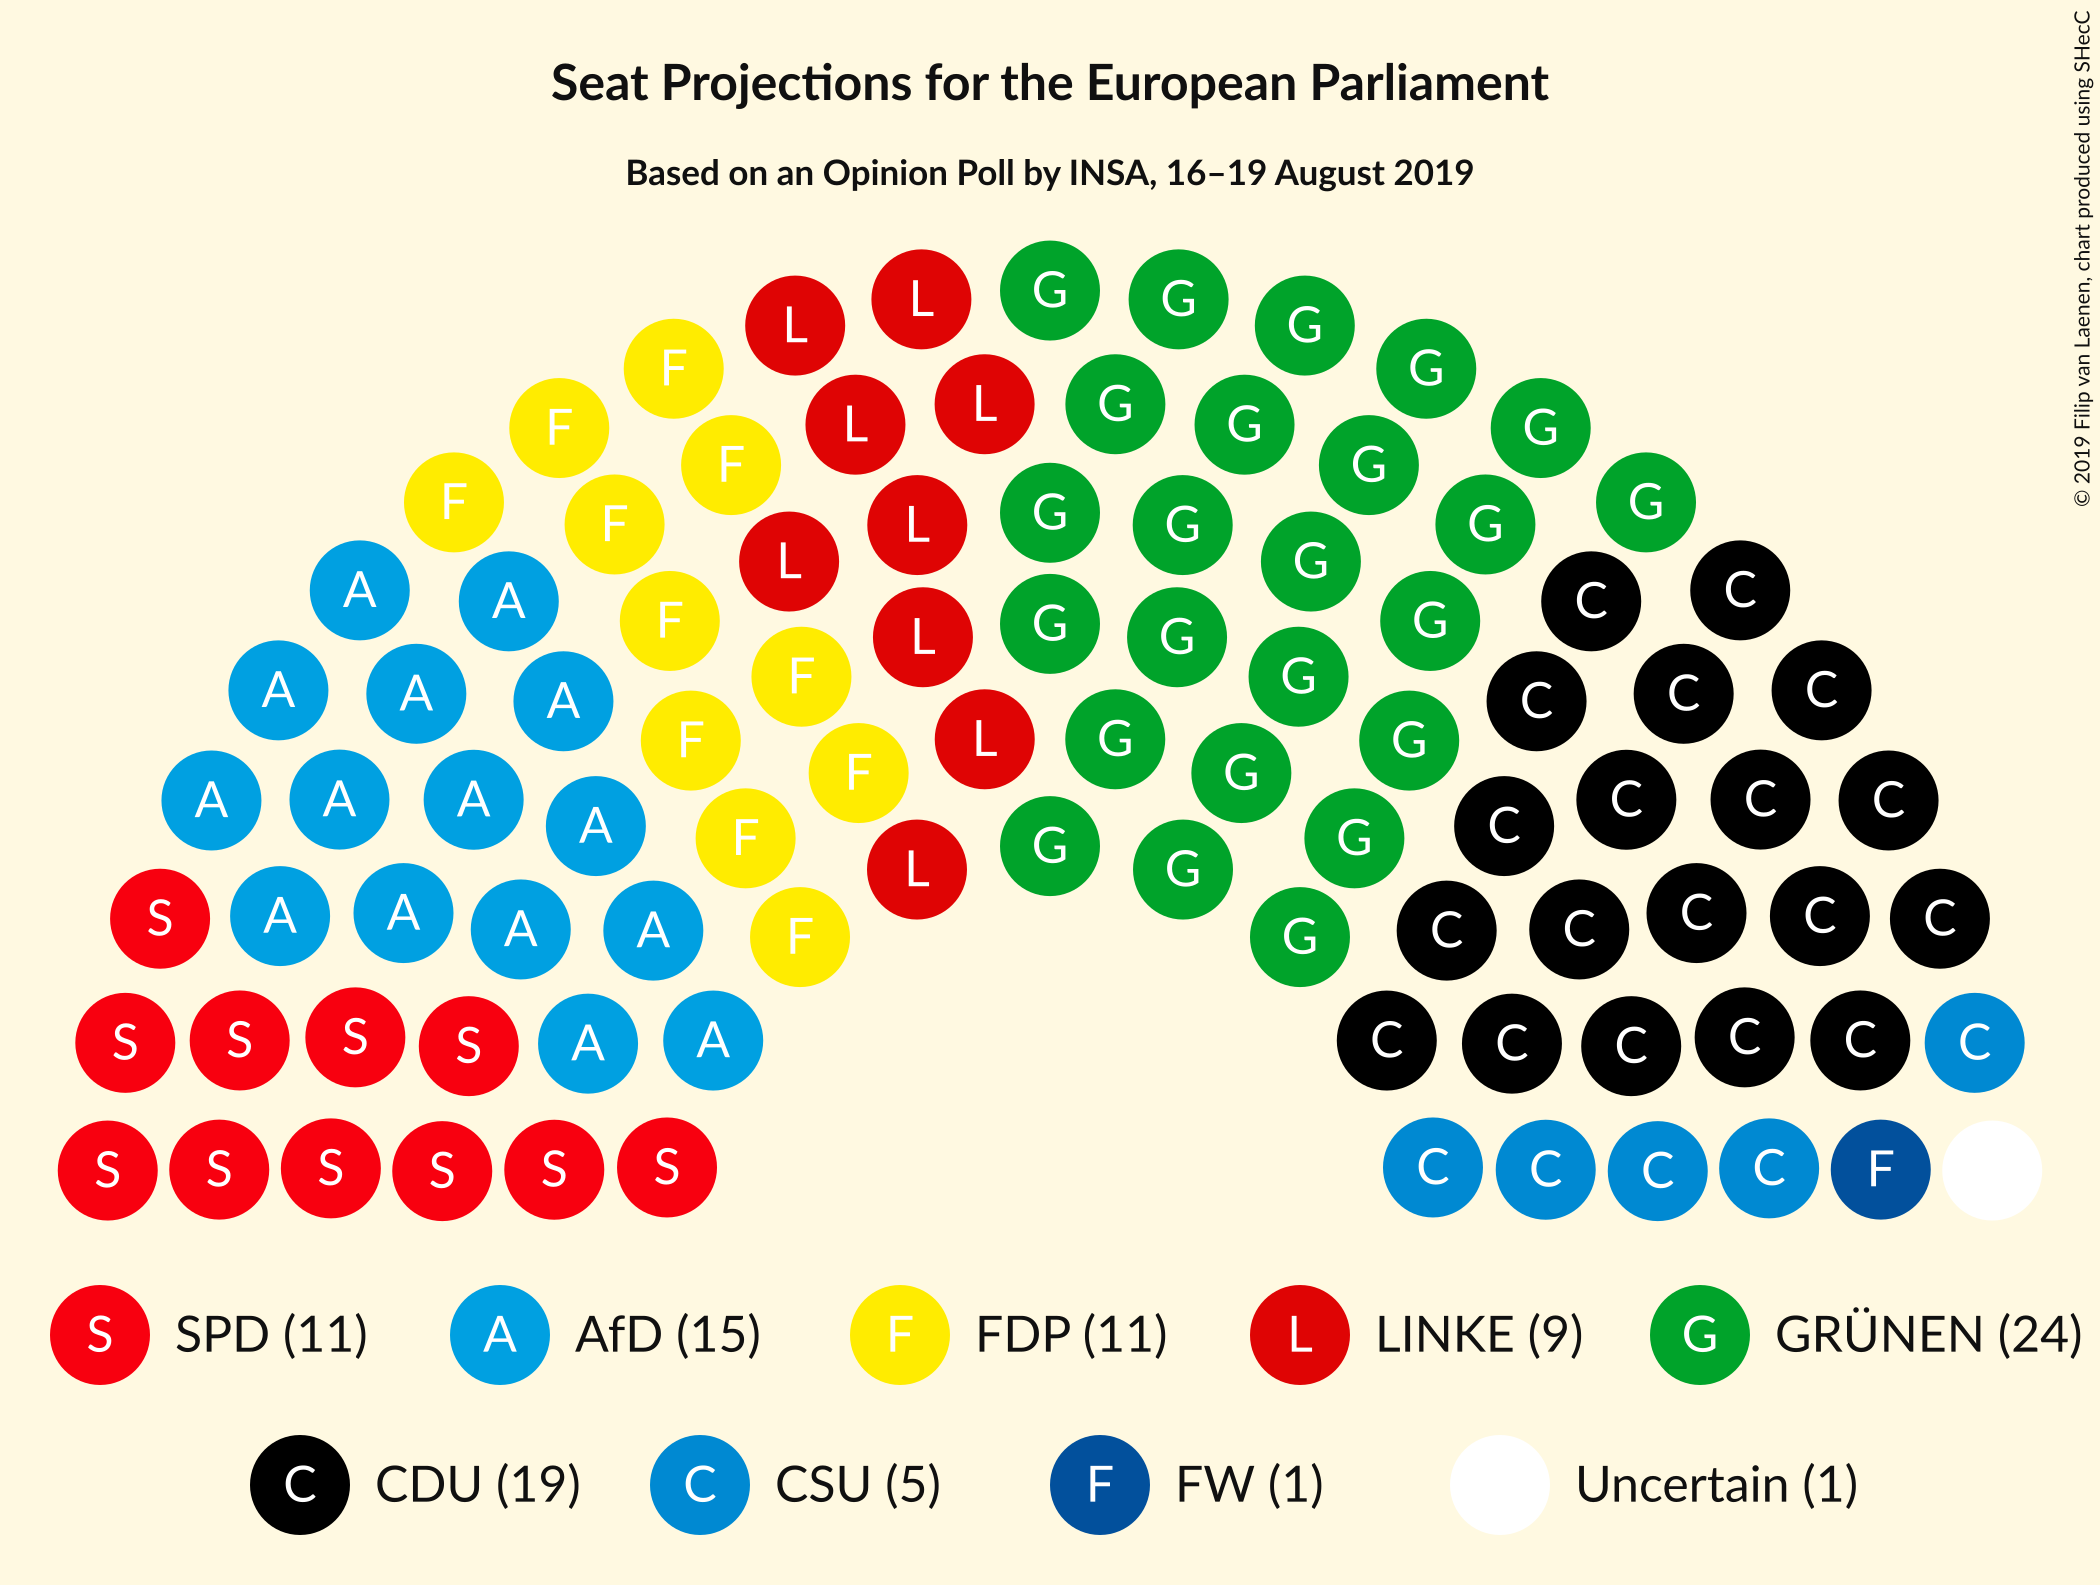 Seat Projections for the European Parliament
Based on an Opinion Poll by INSA, 16–19 August 2019
© 2019 Filip van Laenen, chart produced using SHecC
L L G G G G G G
F F F L L G G G G
F F L L G G G G
A A F F L G G G C C
A A A F F L G G G C C C
A A A A F L G G G C C C C
S A A A A F G C C C C C
S S S S A A C C C C C C
S S S S S S C C C C F
S SPD (11) A AfD (15) F FDP (11) L LINKE (9) G GRÜNEN (24)
C CDU (19) C CSU (5) F FW (1) Uncertain (1)